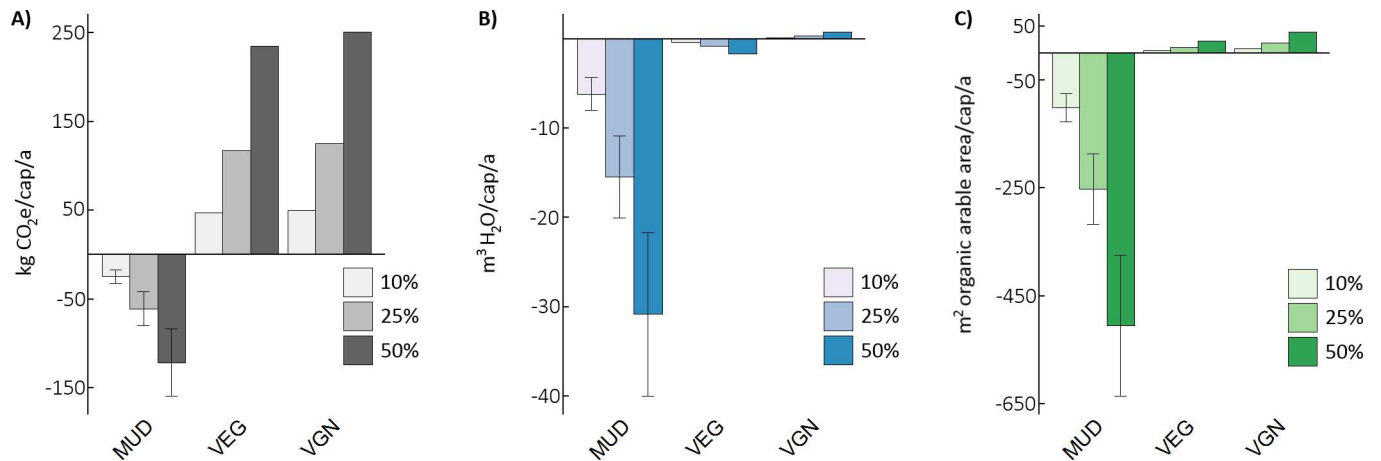 A)
kg CO₂e/cap/a
250
150
50
-50
-150
MUD
VEG
VGN
10%
25%
50%
B)
m³ H₂O/cap/a
-10
-20
-30
-40
MUD
VEG
VGN
10%
25%
50%
C)
m² organic arable area/cap/a
50
-50
-250
-450
-650
MUD
VEG
VGN
10%
25%
50%